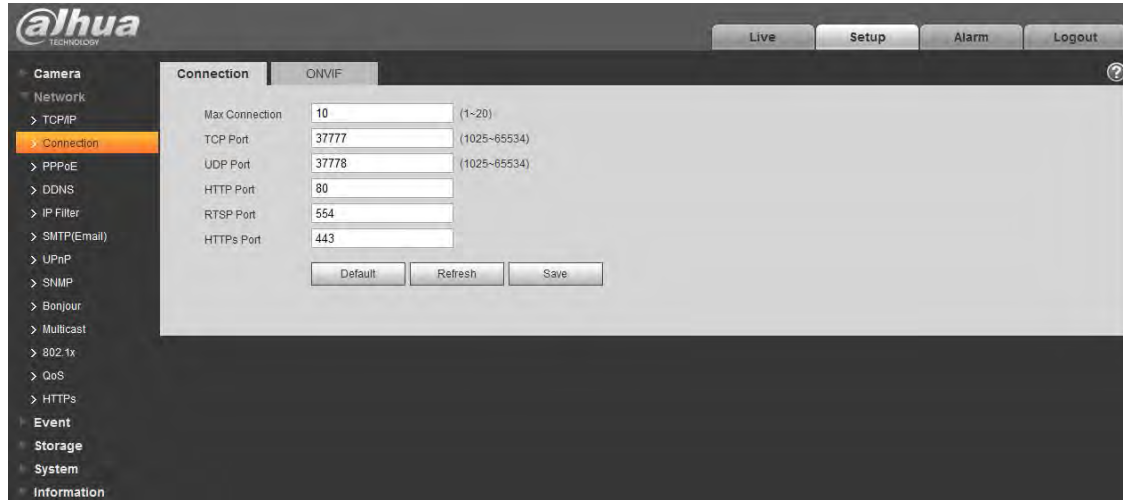 alhua
TECHNOLOGY
Live Setup Alarm Logout
Camera
Network
> TCP/IP
> Connection
> PPPoE
> DDNS
> IP Filter
> SMTP(Email)
> UPnP
> SNMP
> Bonjour
> Multicast
> 802.1x
> QoS
> HTTPs
Event
Storage
System
Information
Connection ONVIF
?
Max Connection 10 (1~20)
TCP Port 37777 (1025~65534)
UDP Port 37778 (1025~65534)
HTTP Port 80
RTSP Port 554
HTTPs Port 443
Default Refresh Save